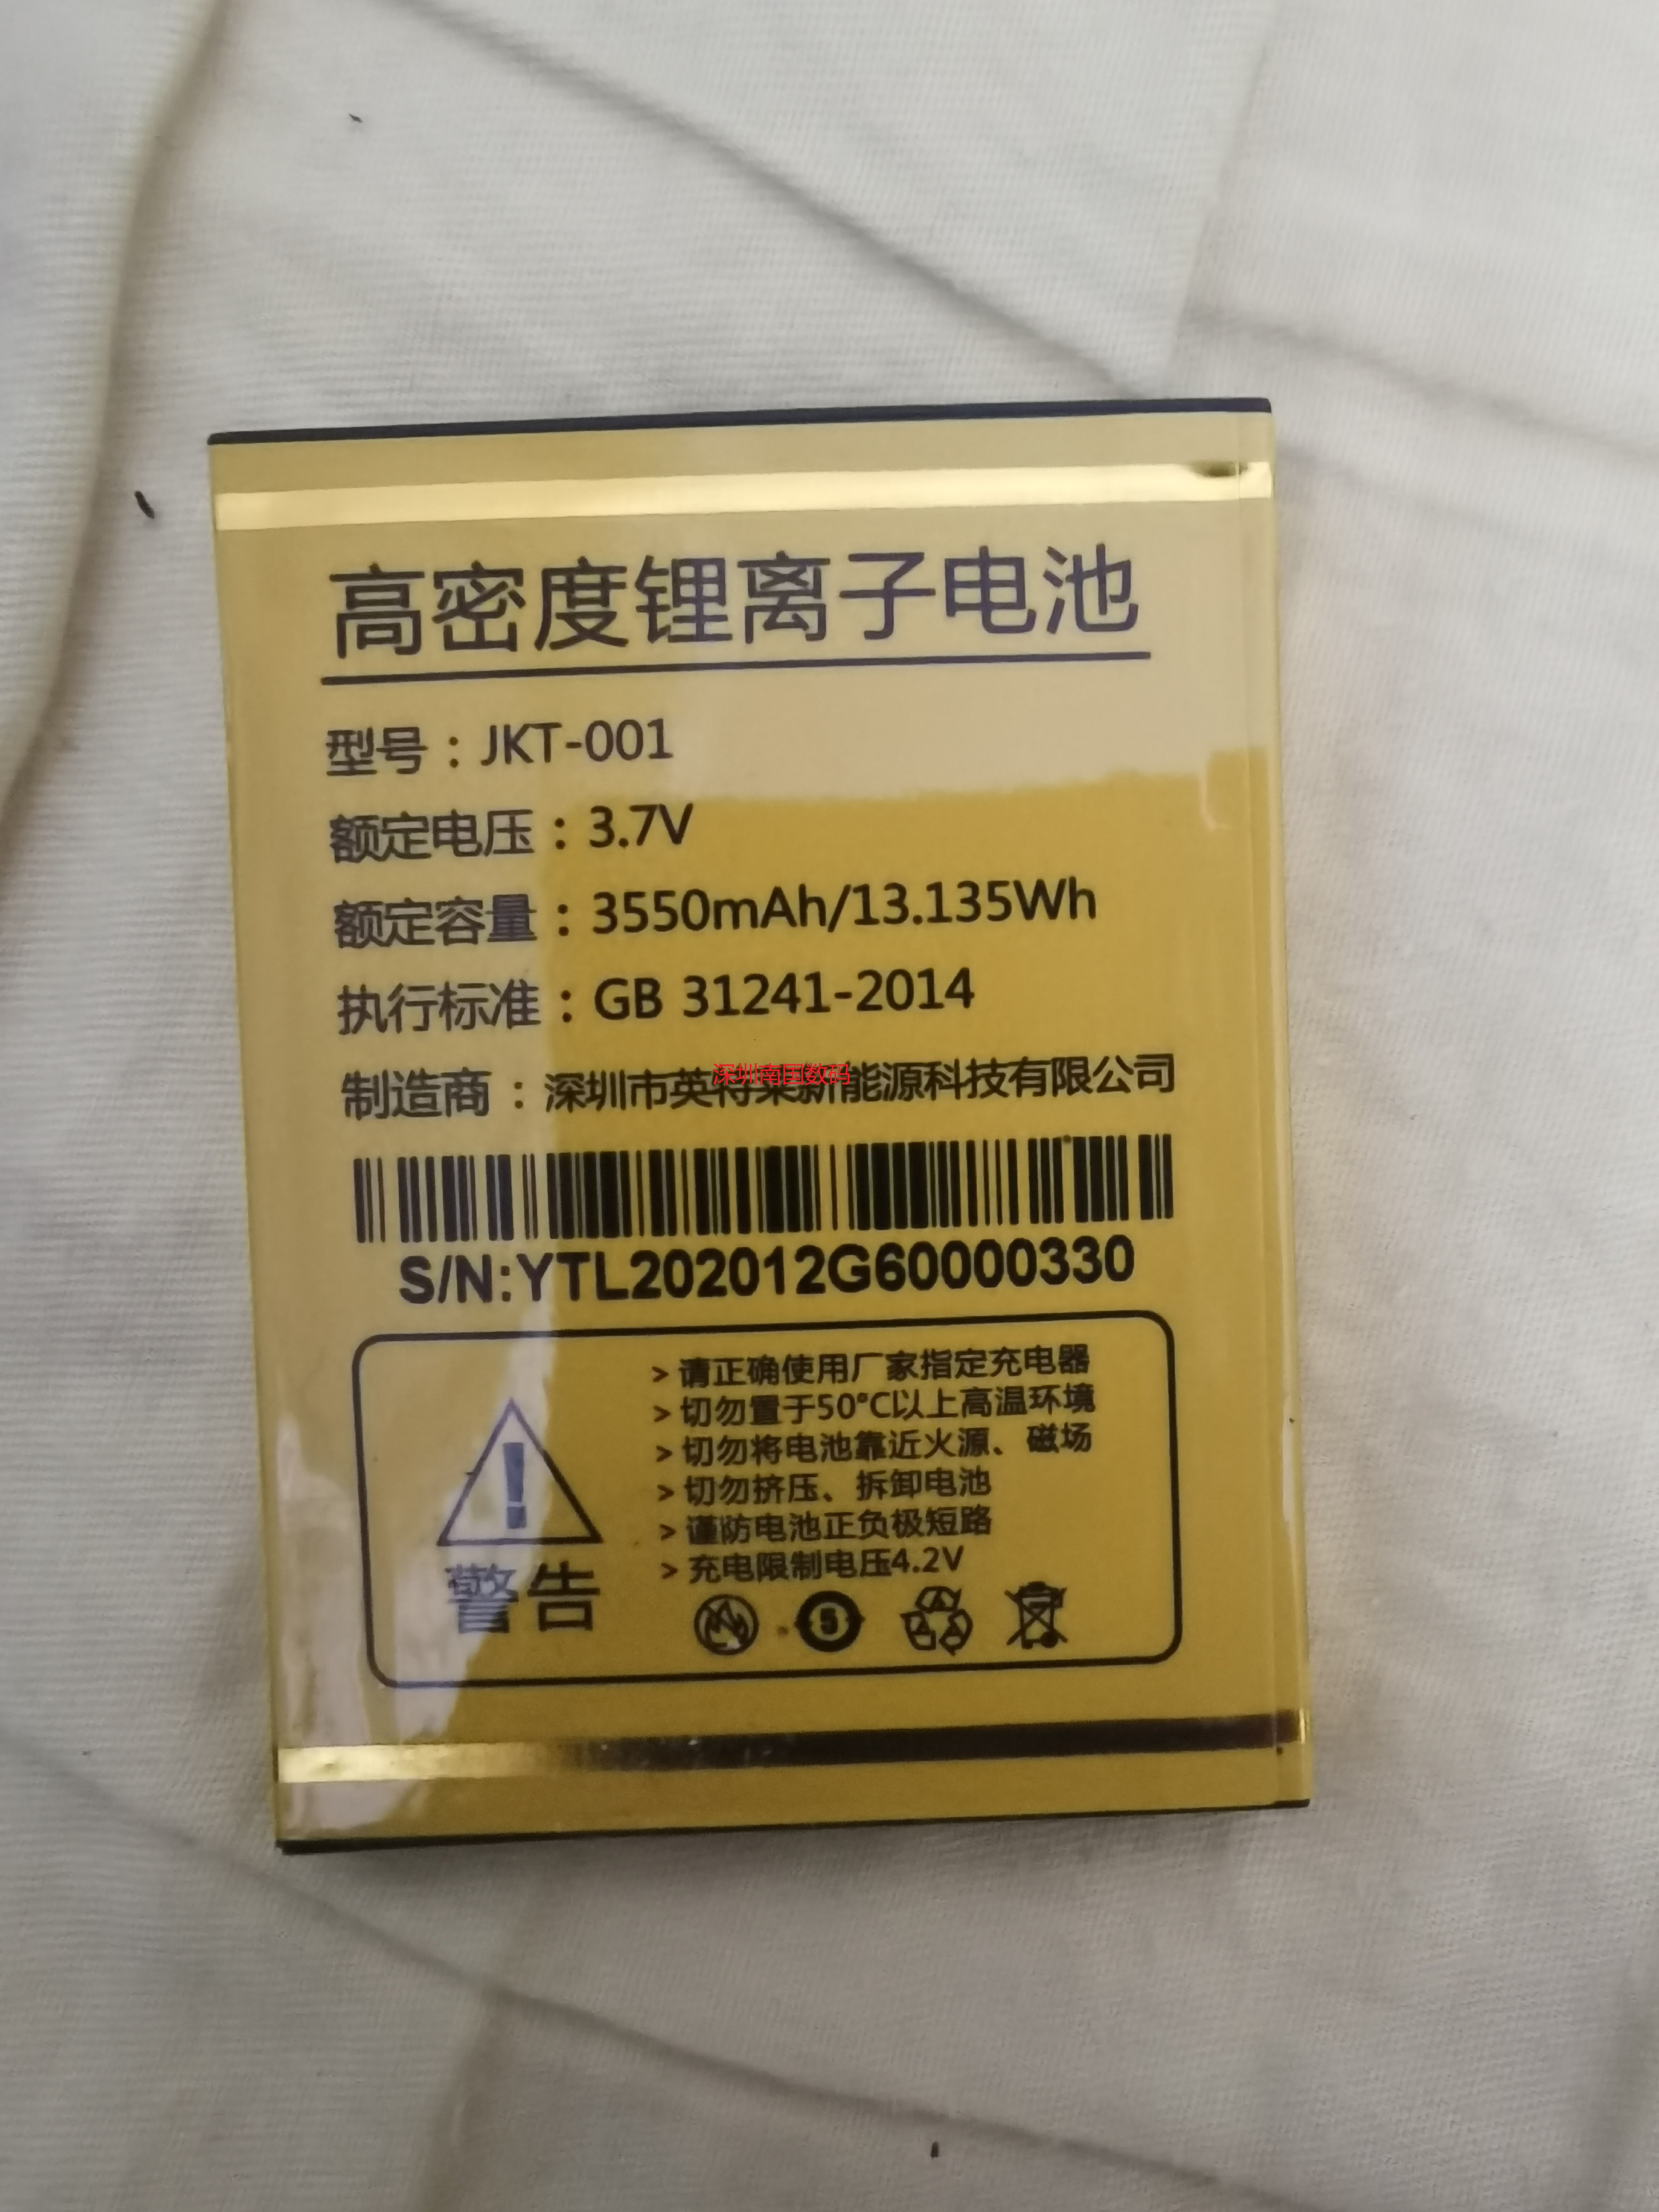 高密度锂离子电池
型号：JKT-001
额定电压：3.7V
额定容量：3550mAh/13.135Wh
执行标准：GB 31241-2014
制造商：深圳市英特莱新能源科技有限公司
深圳南国数码
S/N:YTL202012G60000330
> 请正确使用厂家指定充电器
> 切勿置于50°C以上高温环境
> 切勿将电池靠近火源、磁场
> 切勿挤压、拆卸电池
> 谨防电池正负极短路
> 充电限制电压4.2V
!
警告
5